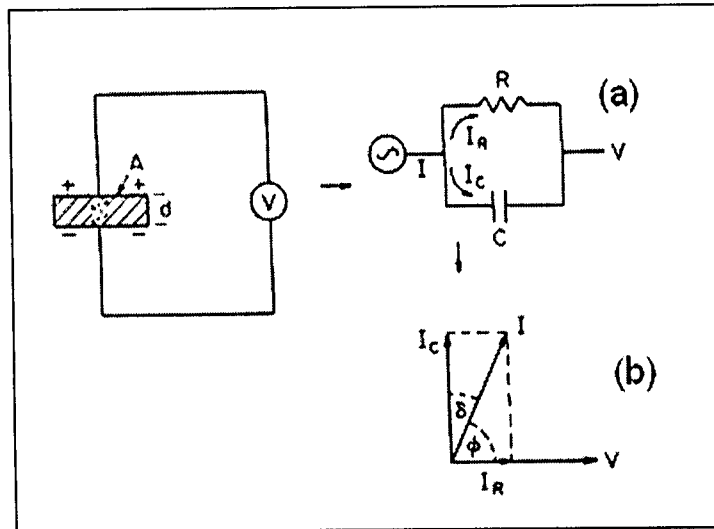 R
(a)
I_R
I
V
I_C
C
A
+ +
d
V
− −
I_C
I
(b)
δ
φ
I_R
V